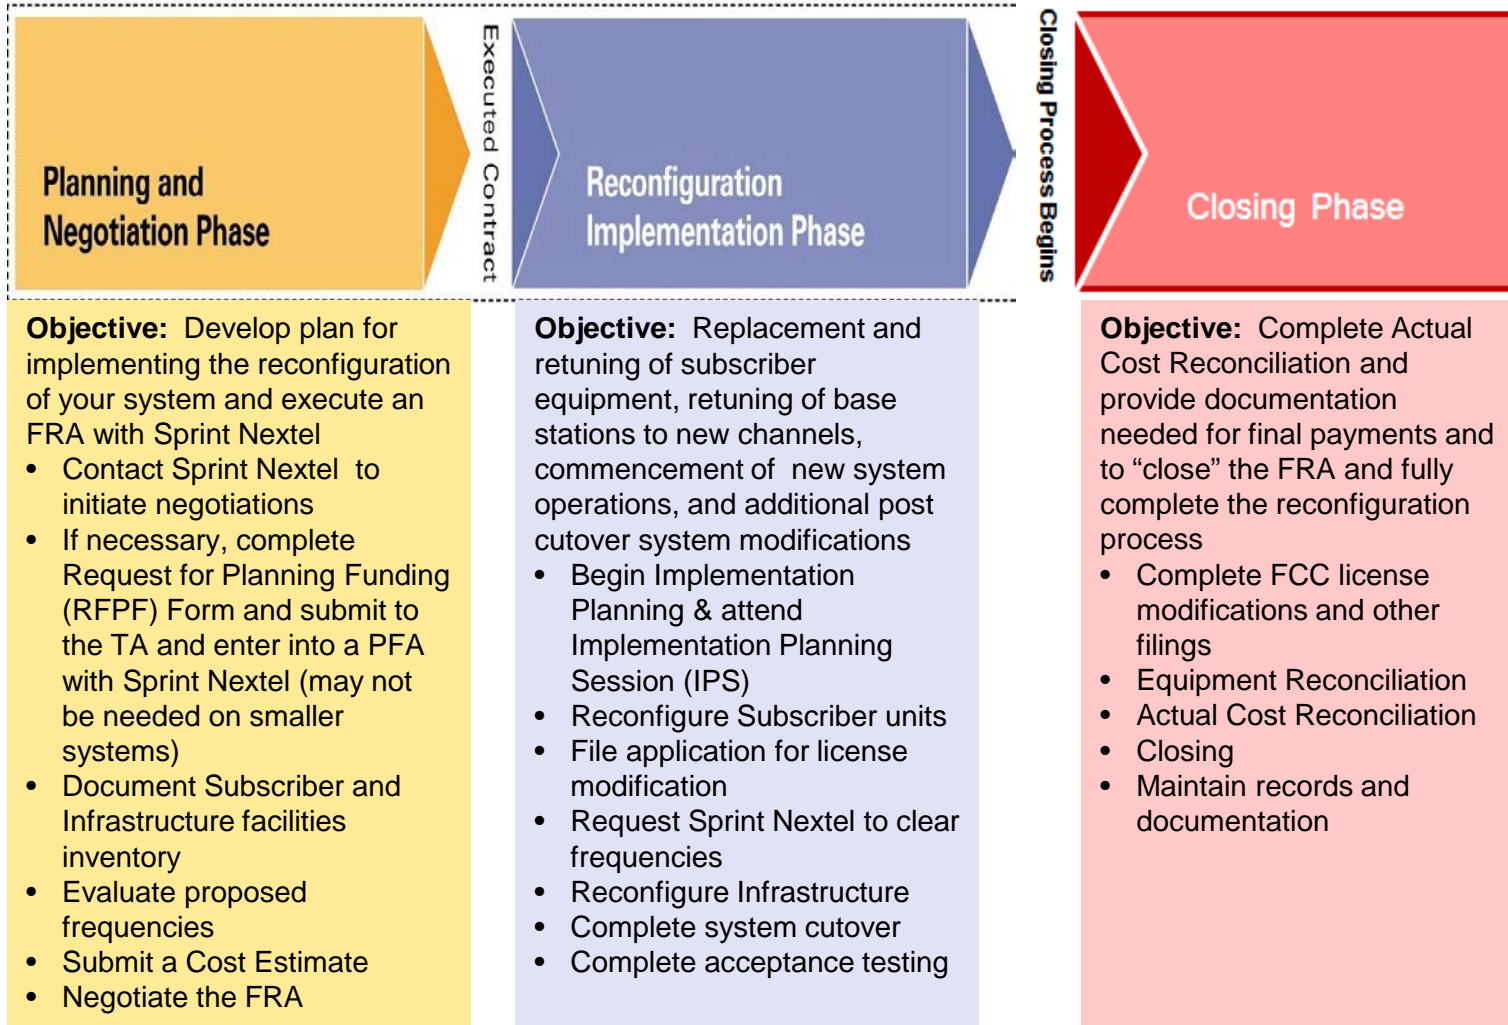 Planning and
Negotiation Phase
Executed Contract
Reconfiguration
Implementation Phase
Closing Process Begins
Closing Phase
Objective: Develop plan for
implementing the reconfiguration
of your system and execute an
FRA with Sprint Nextel
• Contact Sprint Nextel to
initiate negotiations
• If necessary, complete
Request for Planning Funding
(RFPF) Form and submit to
the TA and enter into a PFA
with Sprint Nextel (may not
be needed on smaller
systems)
• Document Subscriber and
Infrastructure facilities
inventory
• Evaluate proposed
frequencies
• Submit a Cost Estimate
• Negotiate the FRA
Objective: Replacement and
retuning of subscriber
equipment, retuning of base
stations to new channels,
commencement of new system
operations, and additional post
cutover system modifications
• Begin Implementation
Planning & attend
Implementation Planning
Session (IPS)
• Reconfigure Subscriber units
• File application for license
modification
• Request Sprint Nextel to clear
frequencies
• Reconfigure Infrastructure
• Complete system cutover
• Complete acceptance testing
Objective: Complete Actual
Cost Reconciliation and
provide documentation
needed for final payments and
to “close” the FRA and fully
complete the reconfiguration
process
• Complete FCC license
modifications and other
filings
• Equipment Reconciliation
• Actual Cost Reconciliation
• Closing
• Maintain records and
documentation